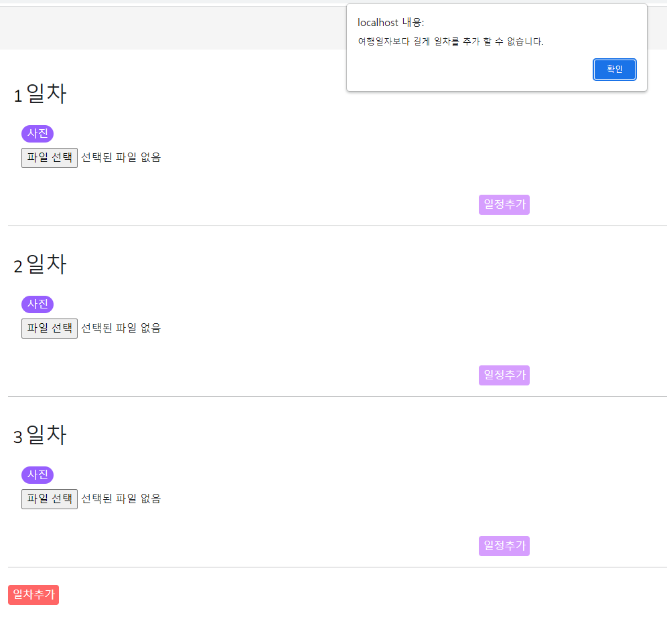 localhost 내용:
여행일자보다 길게 일차를 추가 할 수 없습니다.
확인
1 일차
사진
파일 선택 선택된 파일 없음
일정추가
2 일차
사진
파일 선택 선택된 파일 없음
일정추가
3 일차
사진
파일 선택 선택된 파일 없음
일정추가
일차추가